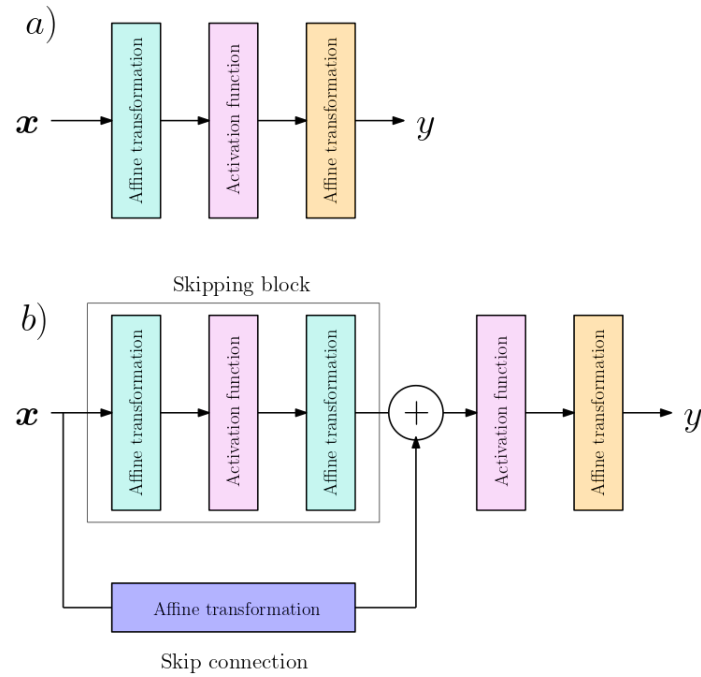 a)
x
Affine transformation
Activation function
Affine transformation
y
Skipping block
b)
x
Affine transformation
Activation function
Affine transformation
+
Activation function
Affine transformation
y
Affine transformation
Skip connection